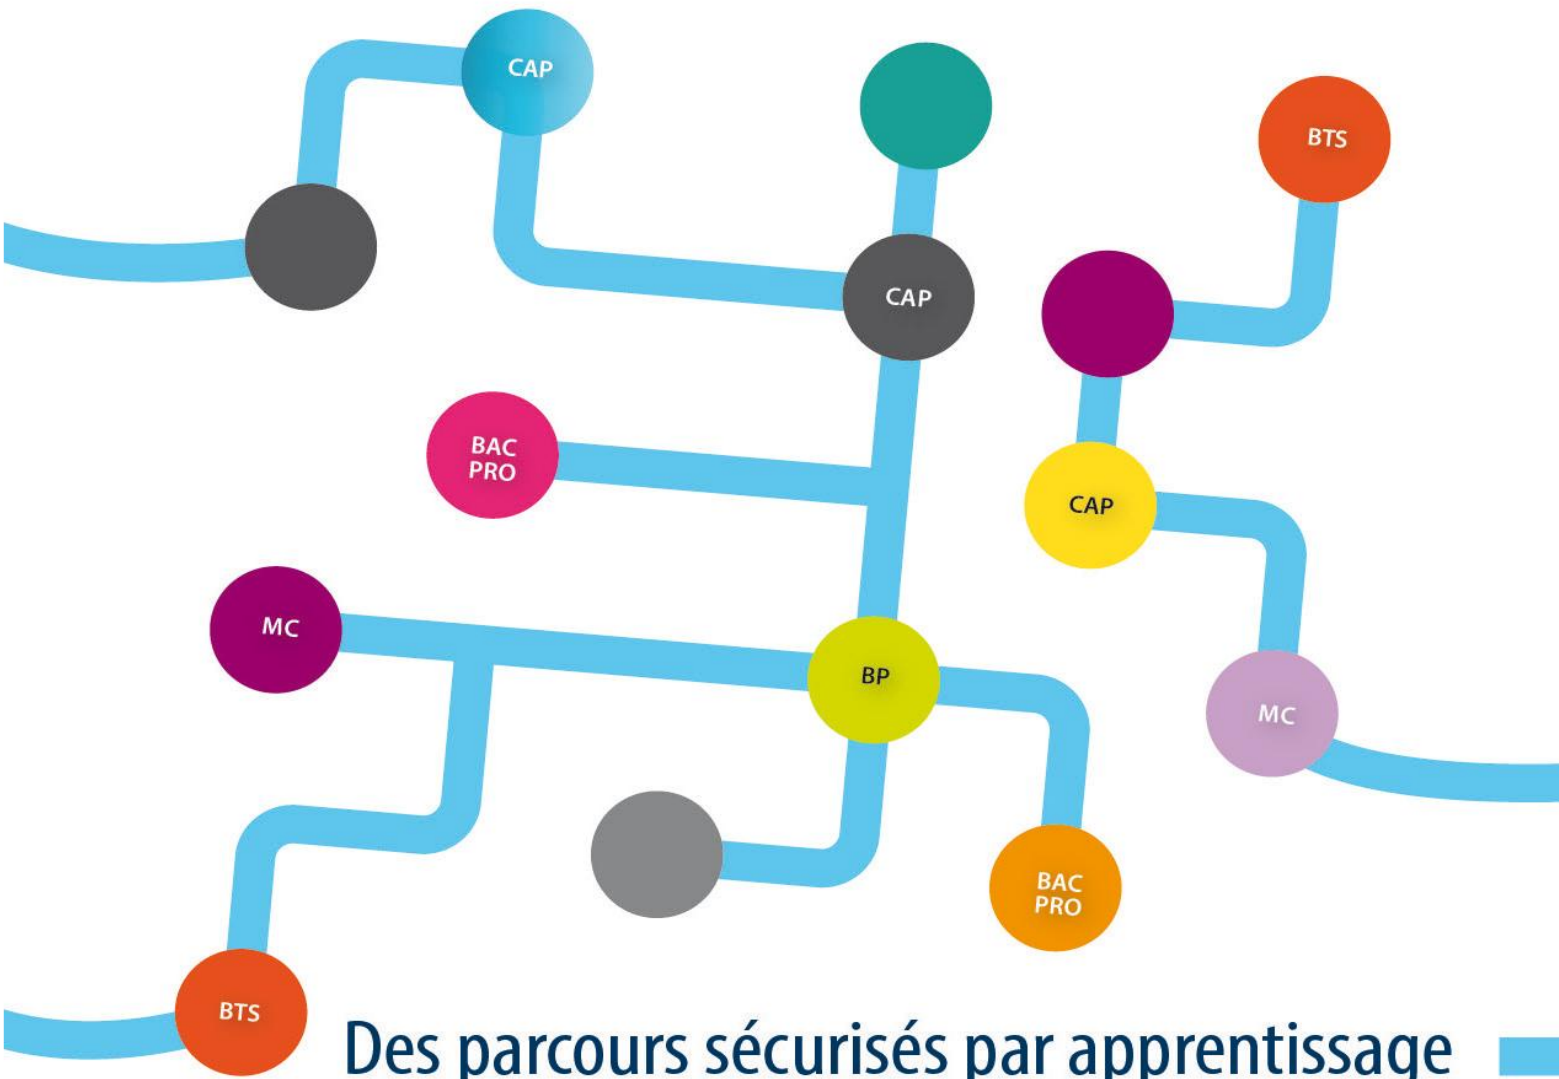 CAP
BTS
CAP
BAC
PRO
CAP
MC
BP
MC
BAC
PRO
BTS
Des parcours sécurisés par apprentissage